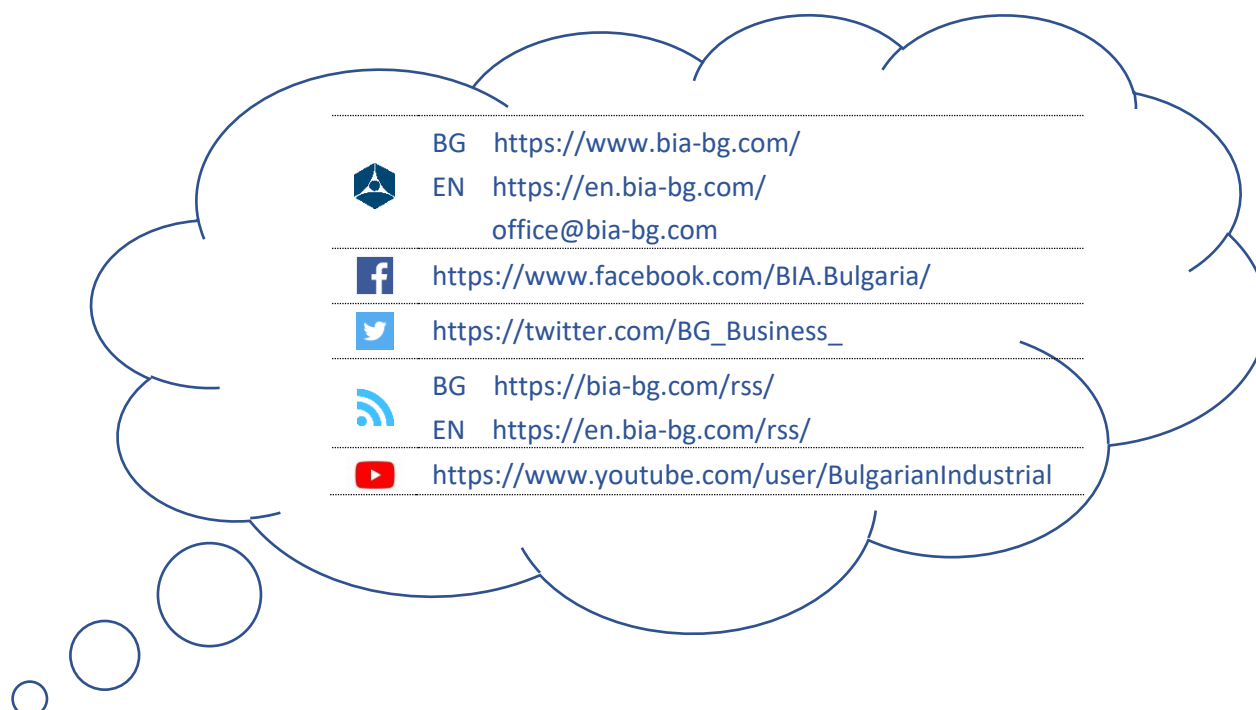 BG https://www.bia-bg.com/
EN https://en.bia-bg.com/
office@bia-bg.com
https://www.facebook.com/BIA.Bulgaria/
https://twitter.com/BG_Business_
BG https://bia-bg.com/rss/
EN https://en.bia-bg.com/rss/
https://www.youtube.com/user/BulgarianIndustrial